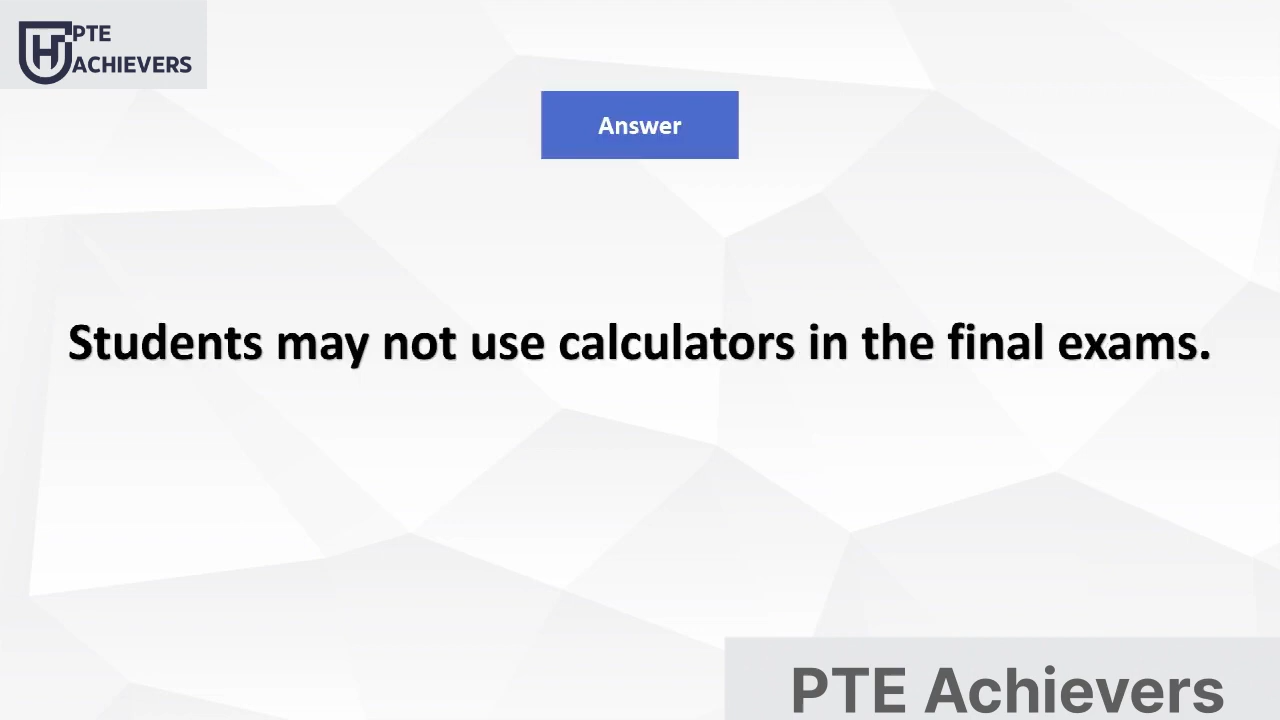 PTE
ACHIEVERS
Answer
Students may not use calculators in the final exams.
PTE Achievers